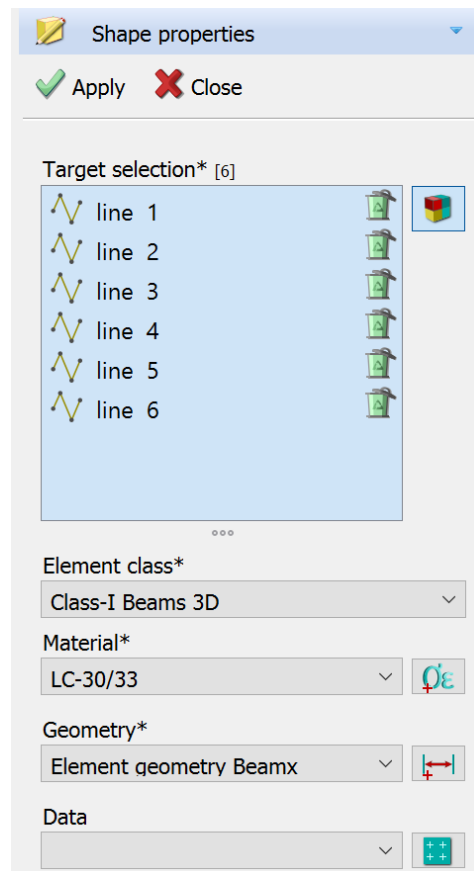 Shape properties
Apply Close
Target selection* [6]
line 1
line 2
line 3
line 4
line 5
line 6
Element class*
Class-I Beams 3D
Material*
LC-30/33
σε
Geometry*
Element geometry Beamx
Data